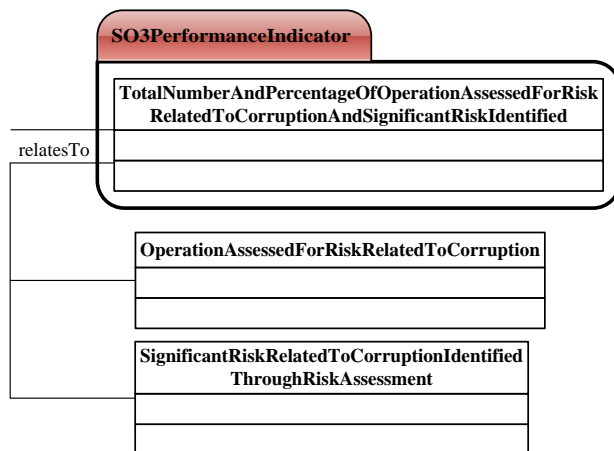 SO3PerformanceIndicator
TotalNumberAndPercentageOfOperationAssessedForRisk
RelatedToCorruptionAndSignificantRiskIdentified
relatesTo
OperationAssessedForRiskRelatedToCorruption
SignificantRiskRelatedToCorruptionIdentified
ThroughRiskAssessment